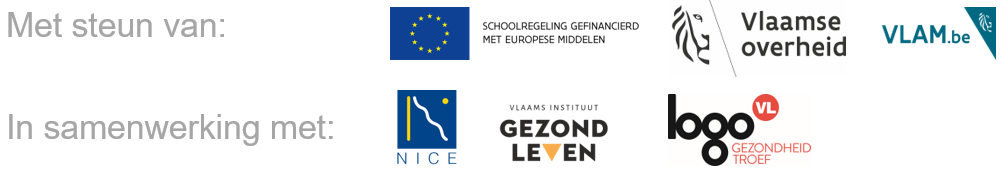 Met steun van:
SCHOOLREGELING GEFINANCIERD
MET EUROPESE MIDDELEN
Vlaamse
overheid
VLAM.be
In samenwerking met:
NICE
VLAAMS INSTITUUT
GEZOND
LEVEN
logo
VL
GEZONDHEID
TROEF